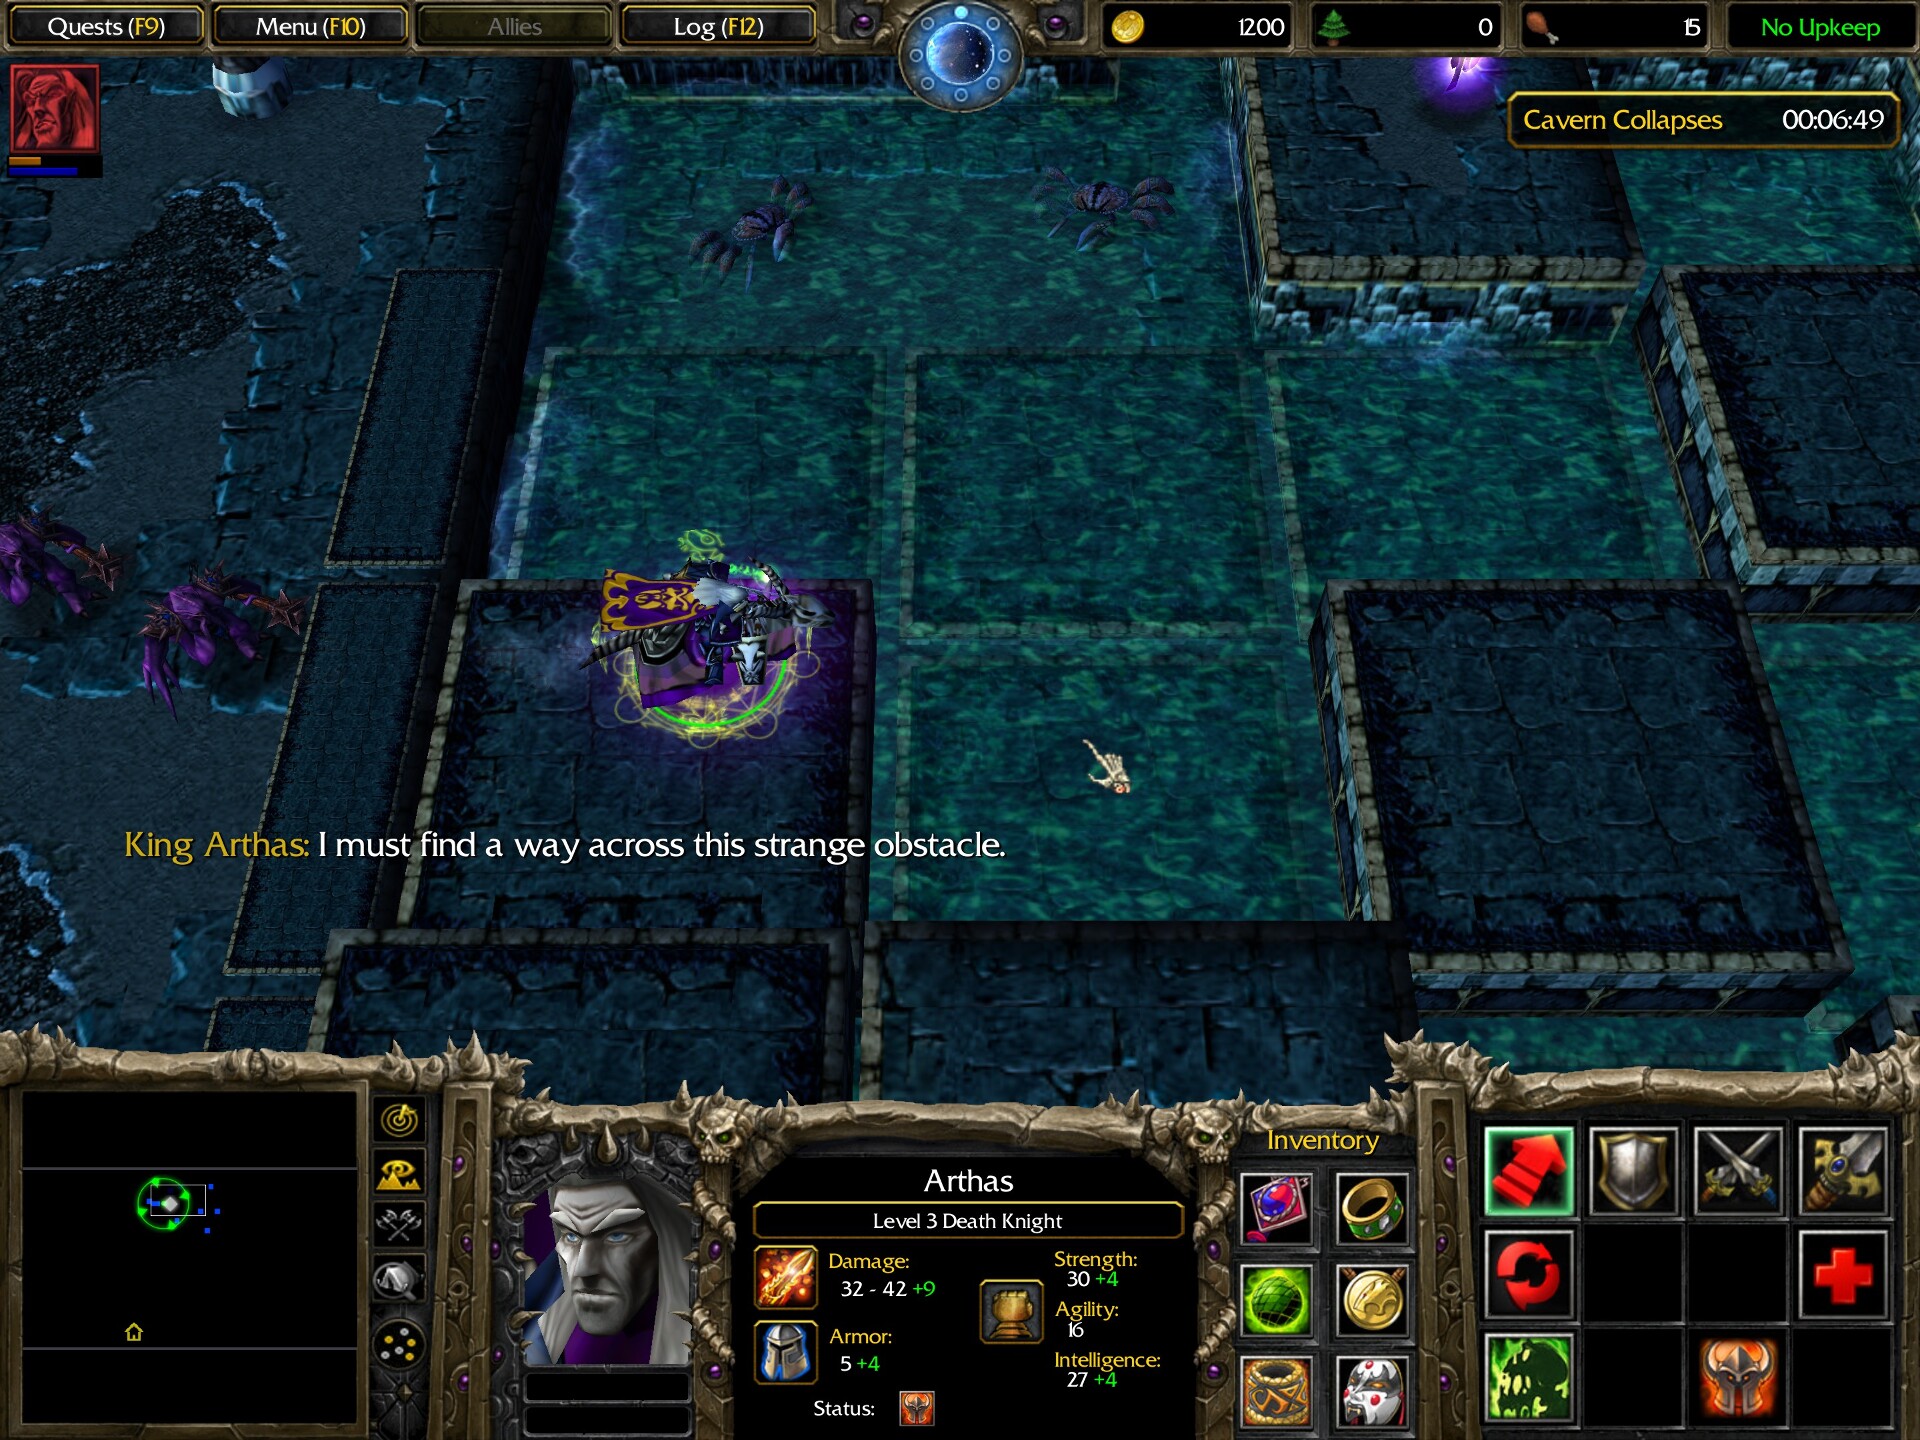 Quests (F9)
Menu (F10)
Allies
Log (F12)
1200
0
15
No Upkeep
Cavern Collapses 00:06:49
King Arthas: I must find a way across this strange obstacle.
Arthas
Level 3 Death Knight
Damage:
32 - 42 +9
Armor:
5 +4
Status:
Strength:
30 +4
Agility:
16
Intelligence:
27 +4
Inventory